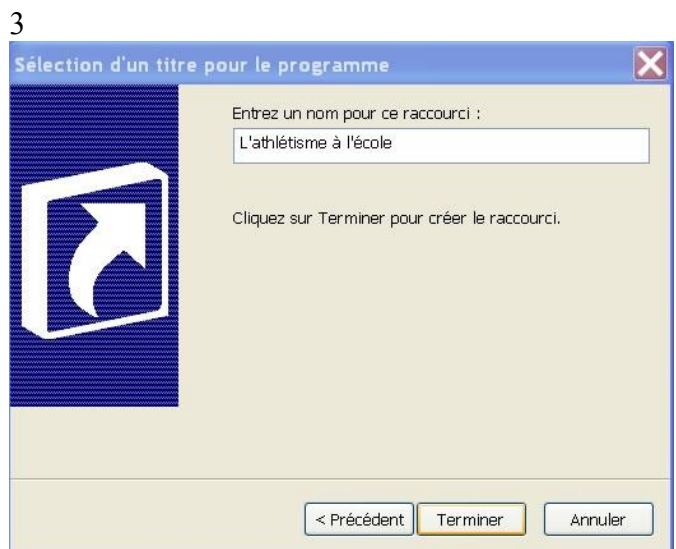 3
Sélection d'un titre pour le programme
Entrez un nom pour ce raccourci :
L'athlétisme à l'école
Cliquez sur Terminer pour créer le raccourci.
< Précédent Terminer Annuler